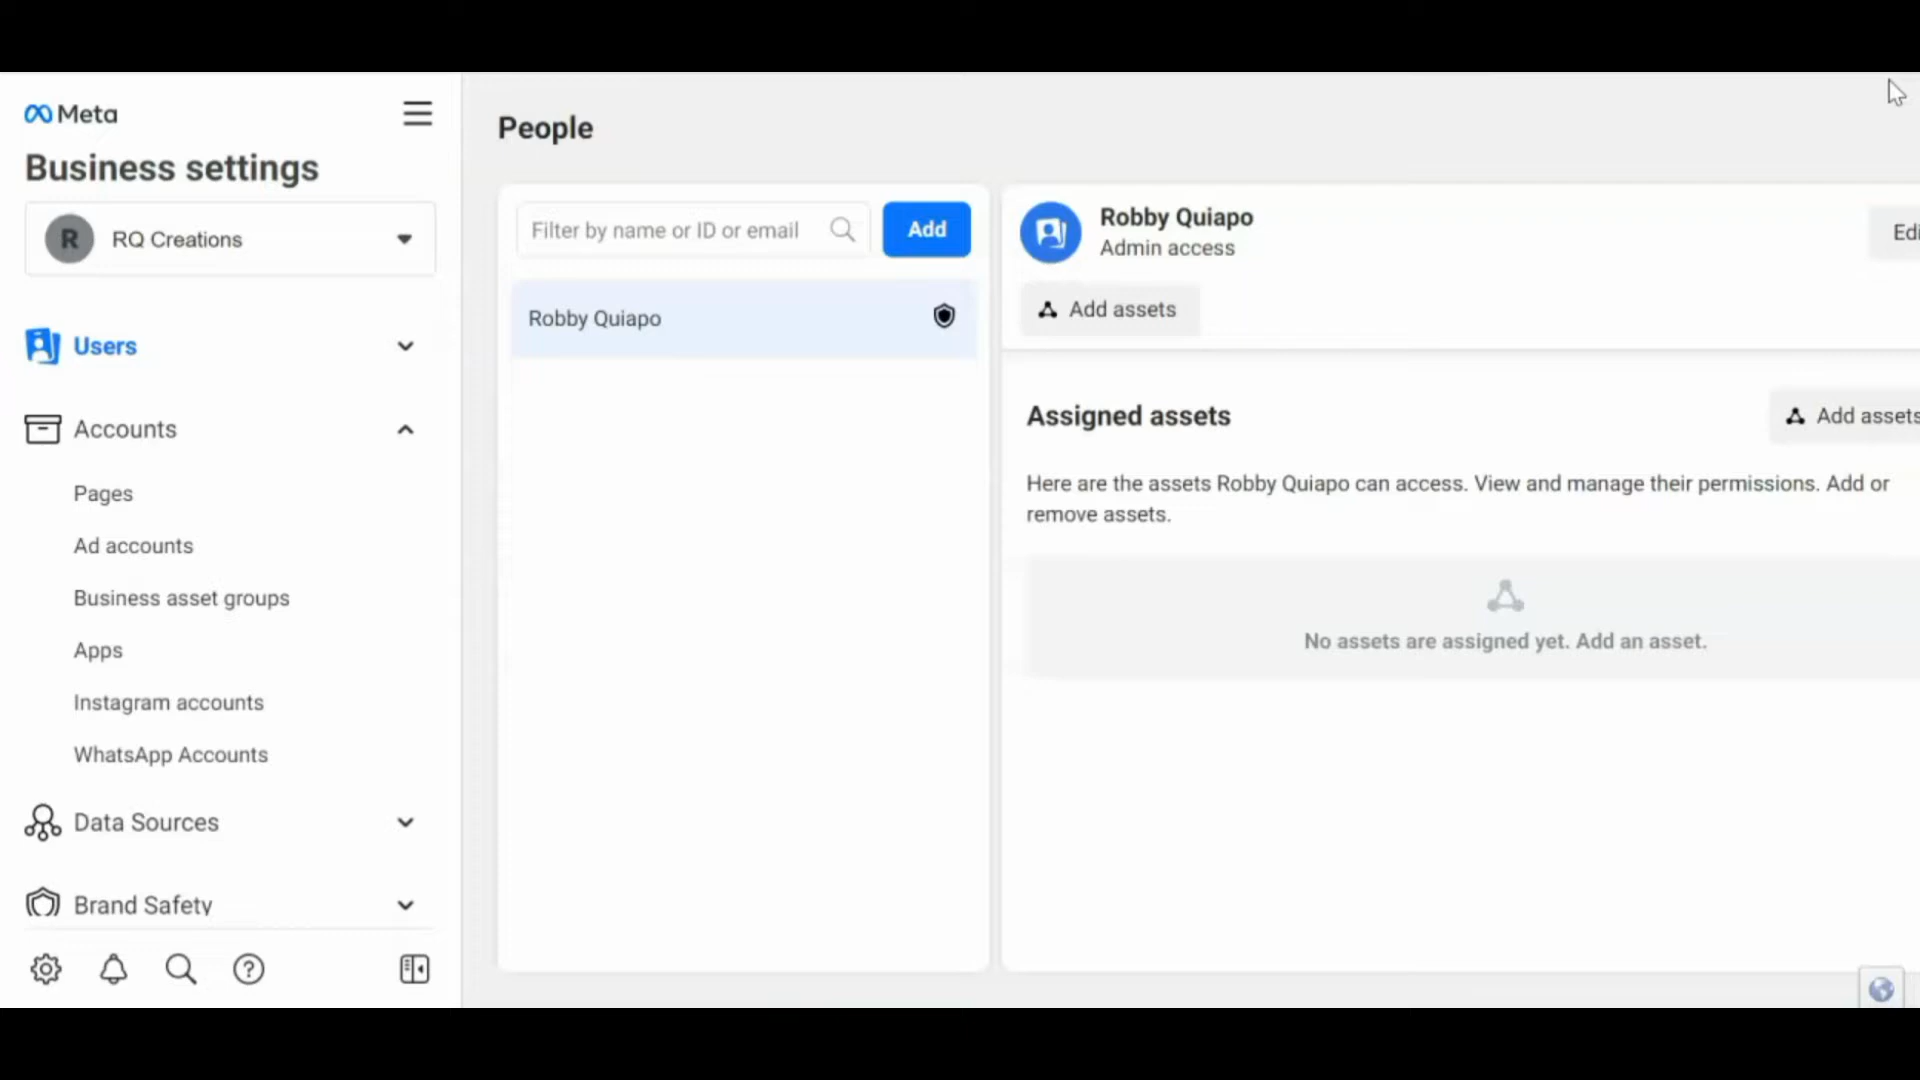 Meta
Business settings
R
RQ Creations
Users
Accounts
Pages
Ad accounts
Business asset groups
Apps
Instagram accounts
WhatsApp Accounts
Data Sources
Brand Safety
People
Filter by name or ID or email
Add
Robby Quiapo
Robby Quiapo
Admin access
Edi
Add assets
Assigned assets
Add assets
Here are the assets Robby Quiapo can access. View and manage their permissions. Add or
remove assets.
No assets are assigned yet. Add an asset.